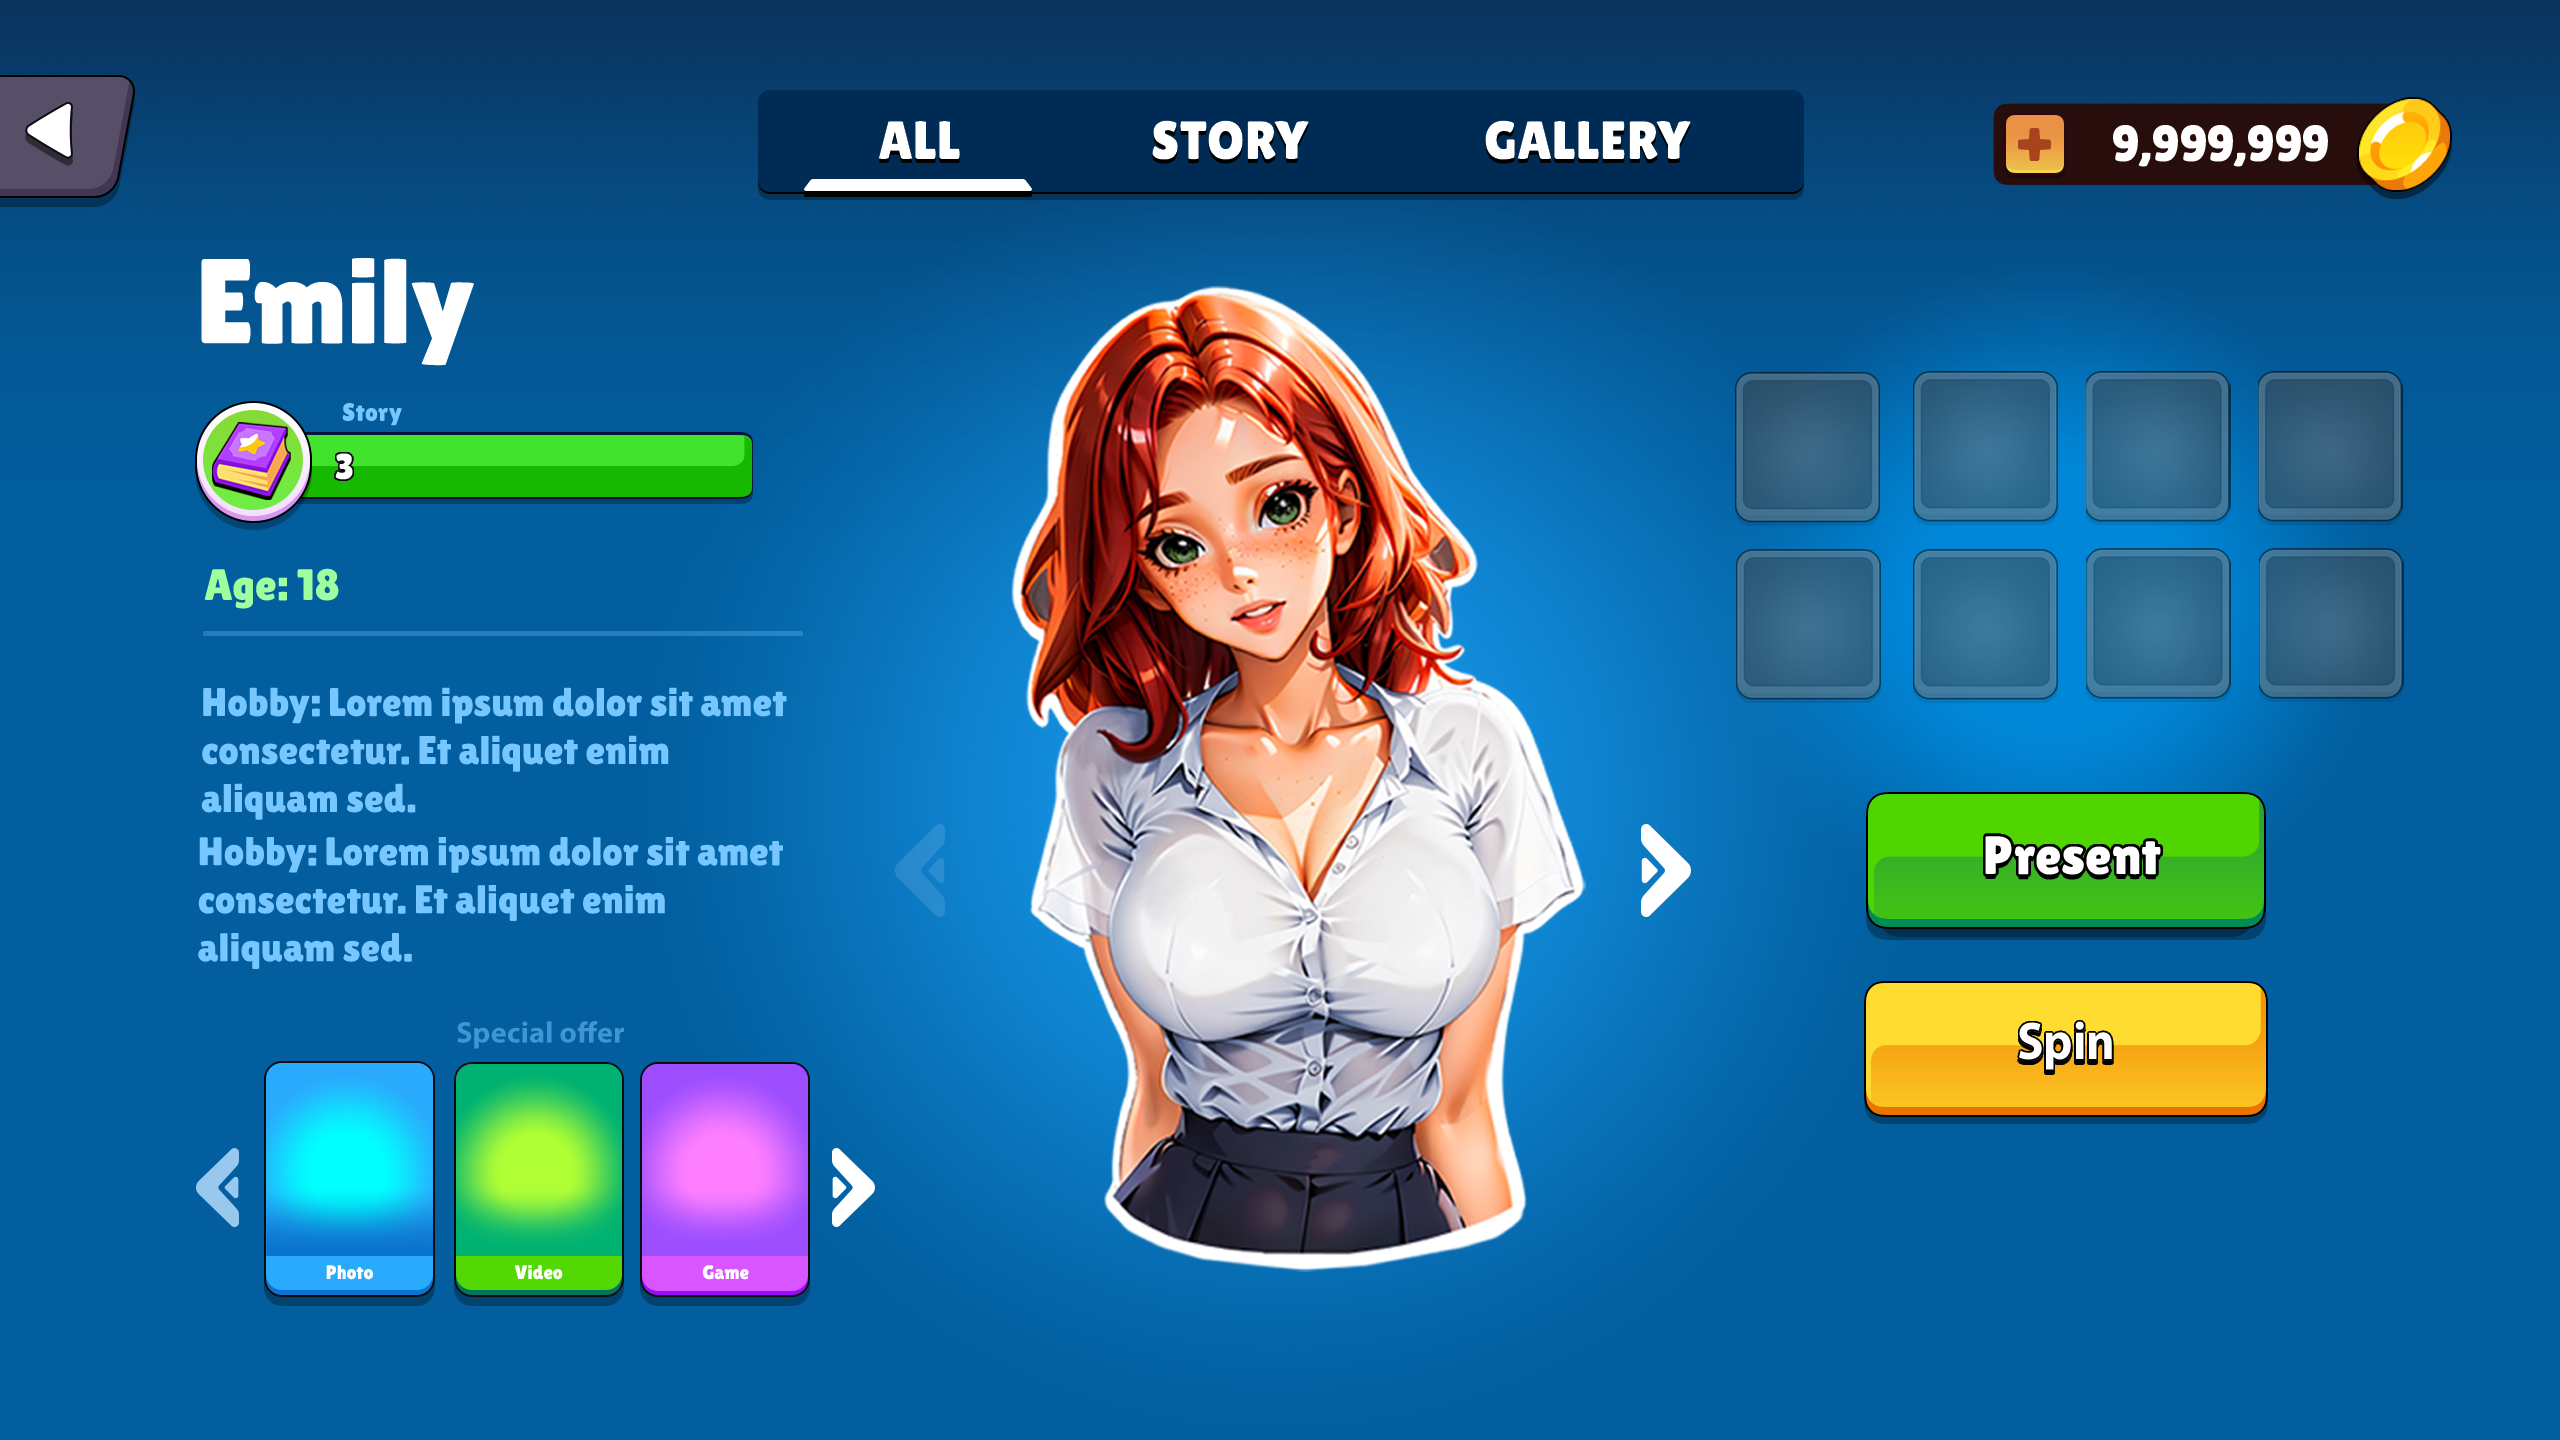 ALL
STORY
GALLERY
9,999,999
Emily
Story
3
Age: 18
Hobby: Lorem ipsum dolor sit amet
consectetur. Et aliquet enim
aliquam sed.
Hobby: Lorem ipsum dolor sit amet
consectetur. Et aliquet enim
aliquam sed.
Special offer
Photo
Video
Game
Present
Spin